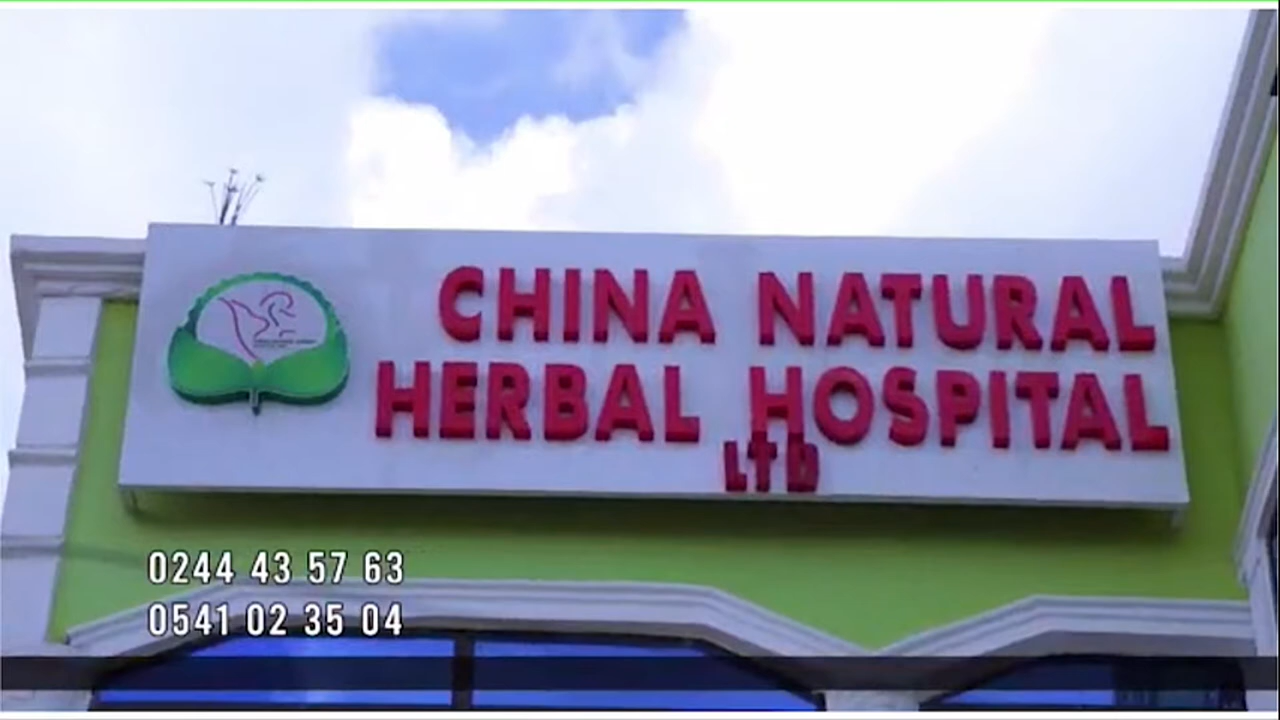 CHINA NATURAL
HERBAL HOSPITAL
LTD
0244 43 57 63
0541 02 35 04